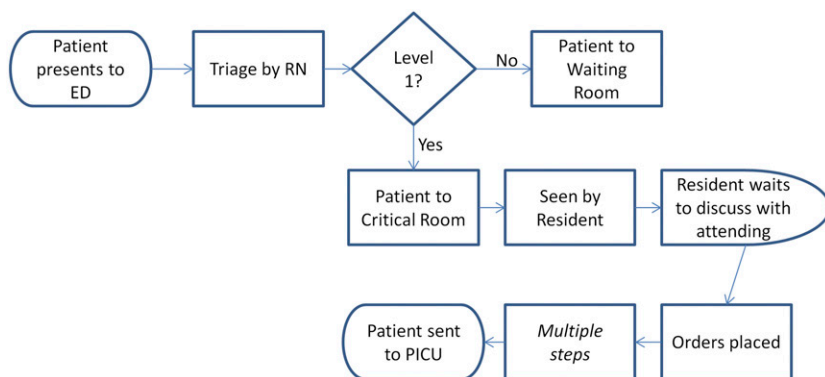 Patient
presents to
ED
Triage by RN
Level
1?
No
Patient to
Waiting
Room
Yes
Patient to
Critical Room
Seen by
Resident
Resident waits
to discuss with
attending
Orders placed
Multiple
steps
Patient sent
to PICU